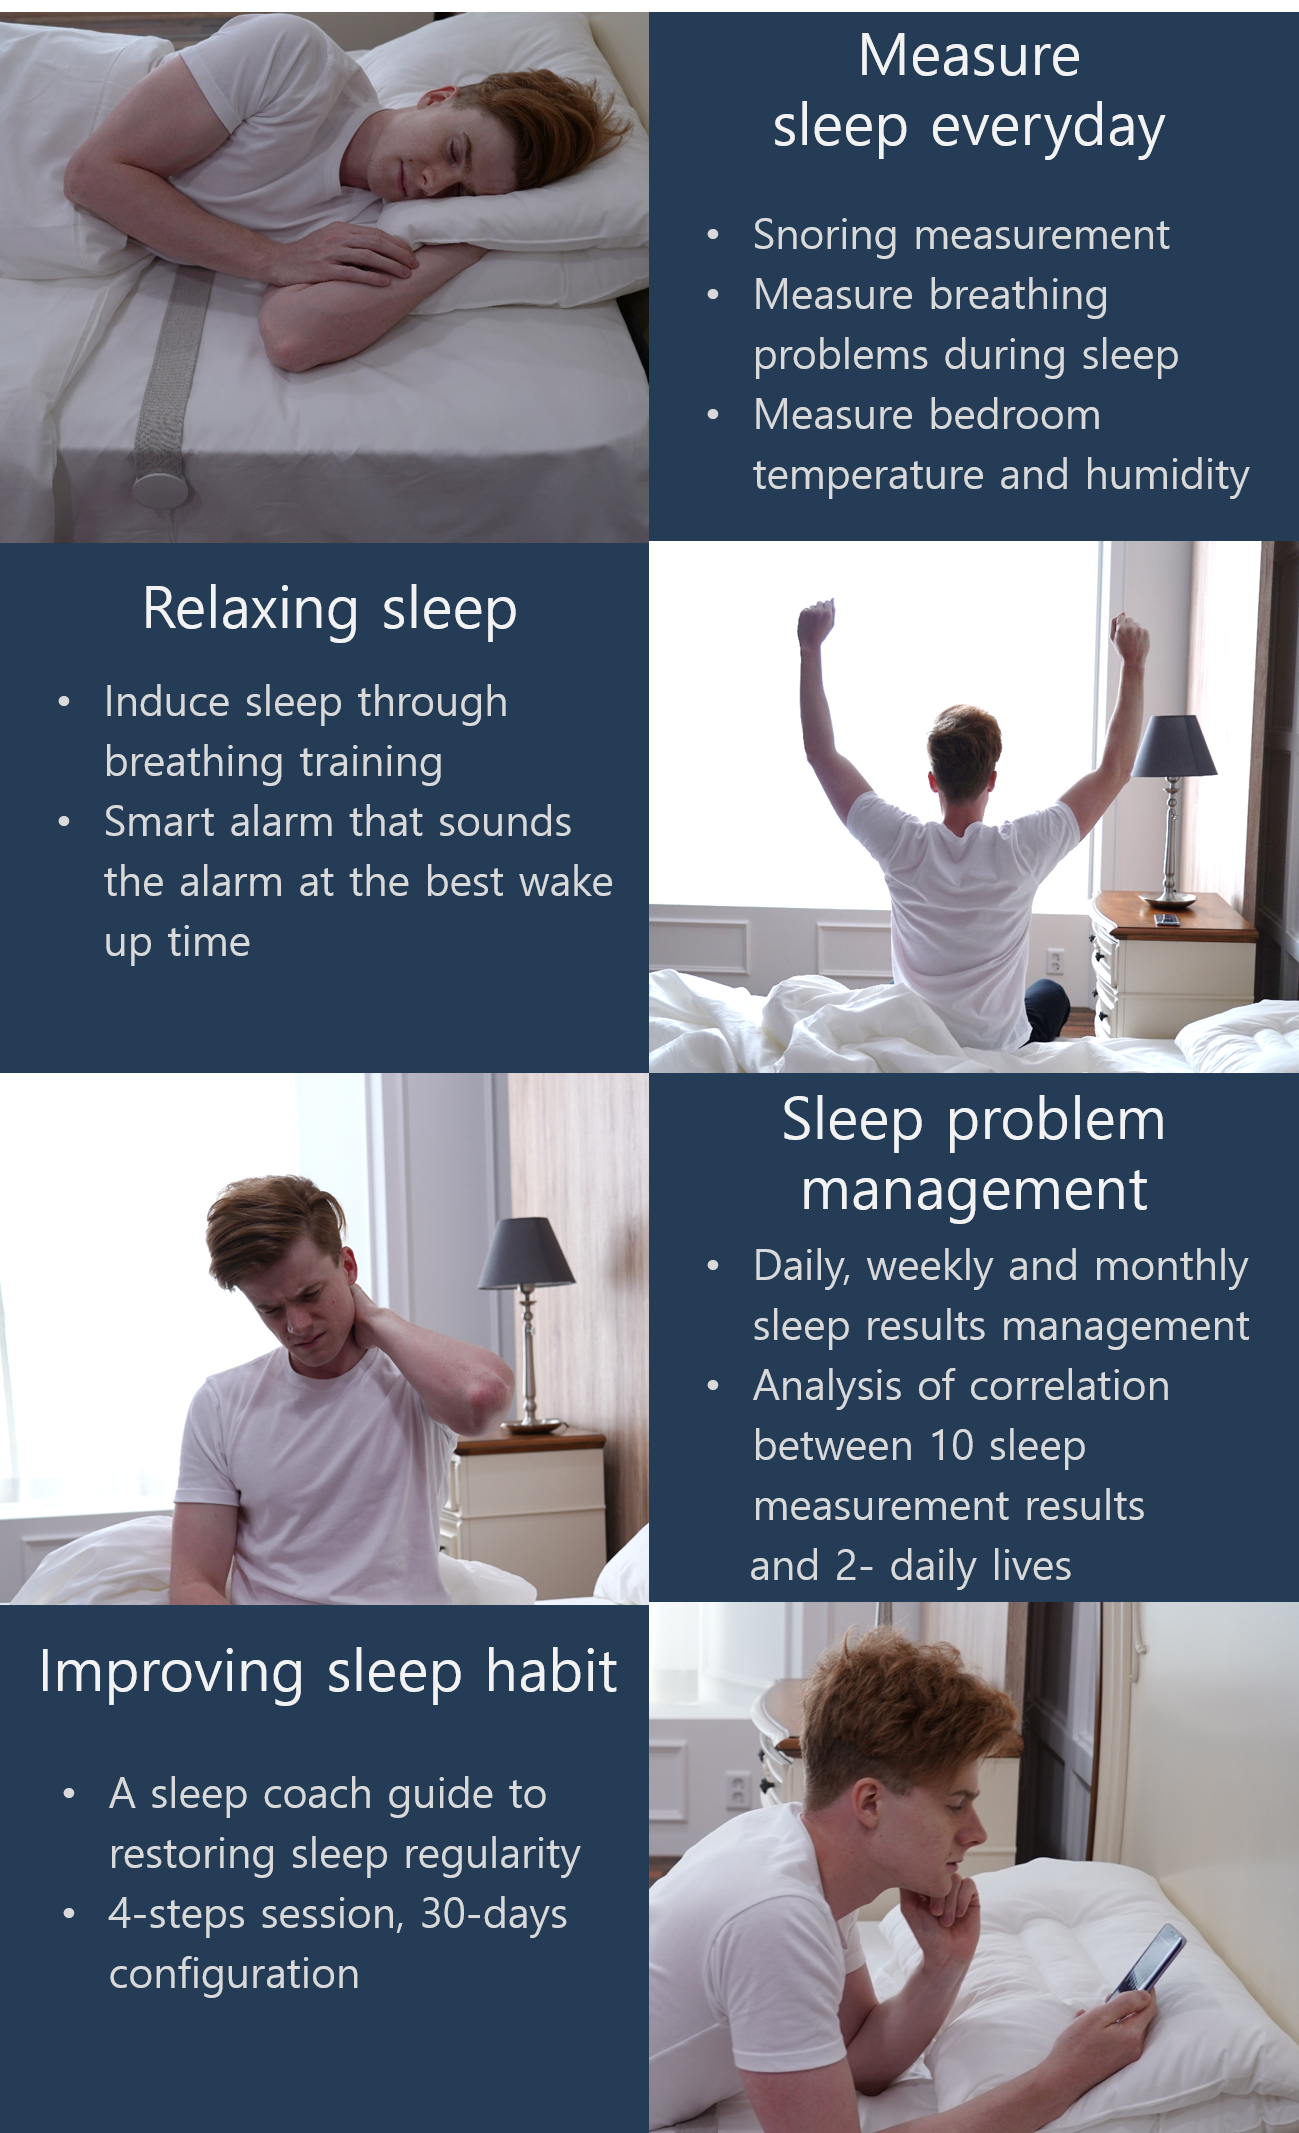 Measure
sleep everyday
• Snoring measurement
• Measure breathing
problems during sleep
• Measure bedroom
temperature and humidity
Relaxing sleep
• Induce sleep through
breathing training
• Smart alarm that sounds
the alarm at the best wake
up time
Sleep problem
management
• Daily, weekly and monthly
sleep results management
• Analysis of correlation
between 10 sleep
measurement results
and 2- daily lives
Improving sleep habit
• A sleep coach guide to
restoring sleep regularity
• 4-steps session, 30-days
configuration